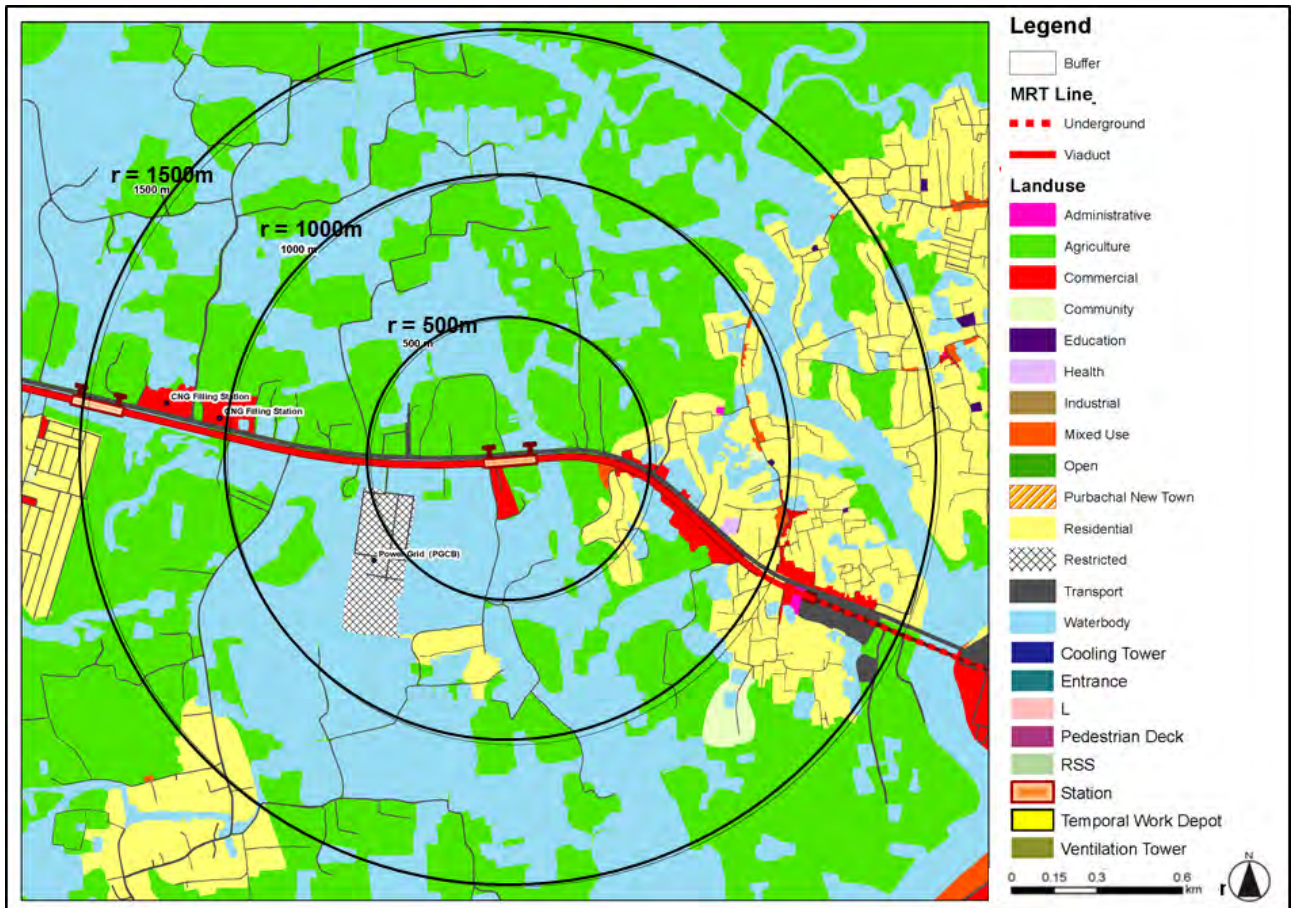 r = 1500m
1500 m
r = 1000m
1000 m
r = 500m
500 m
CNG Filling Station
CNG Filling Station
Power Grid (PGCB)
Legend
Buffer
MRT Line
Underground
Viaduct
Landuse
Administrative
Agriculture
Commercial
Community
Education
Health
Industrial
Mixed Use
Open
Purbachal New Town
Residential
Restricted
Transport
Waterbody
Cooling Tower
Entrance
L
Pedestrian Deck
RSS
Station
Temporal Work Depot
Ventilation Tower
N
0 0.15 0.3 0.6
km
r